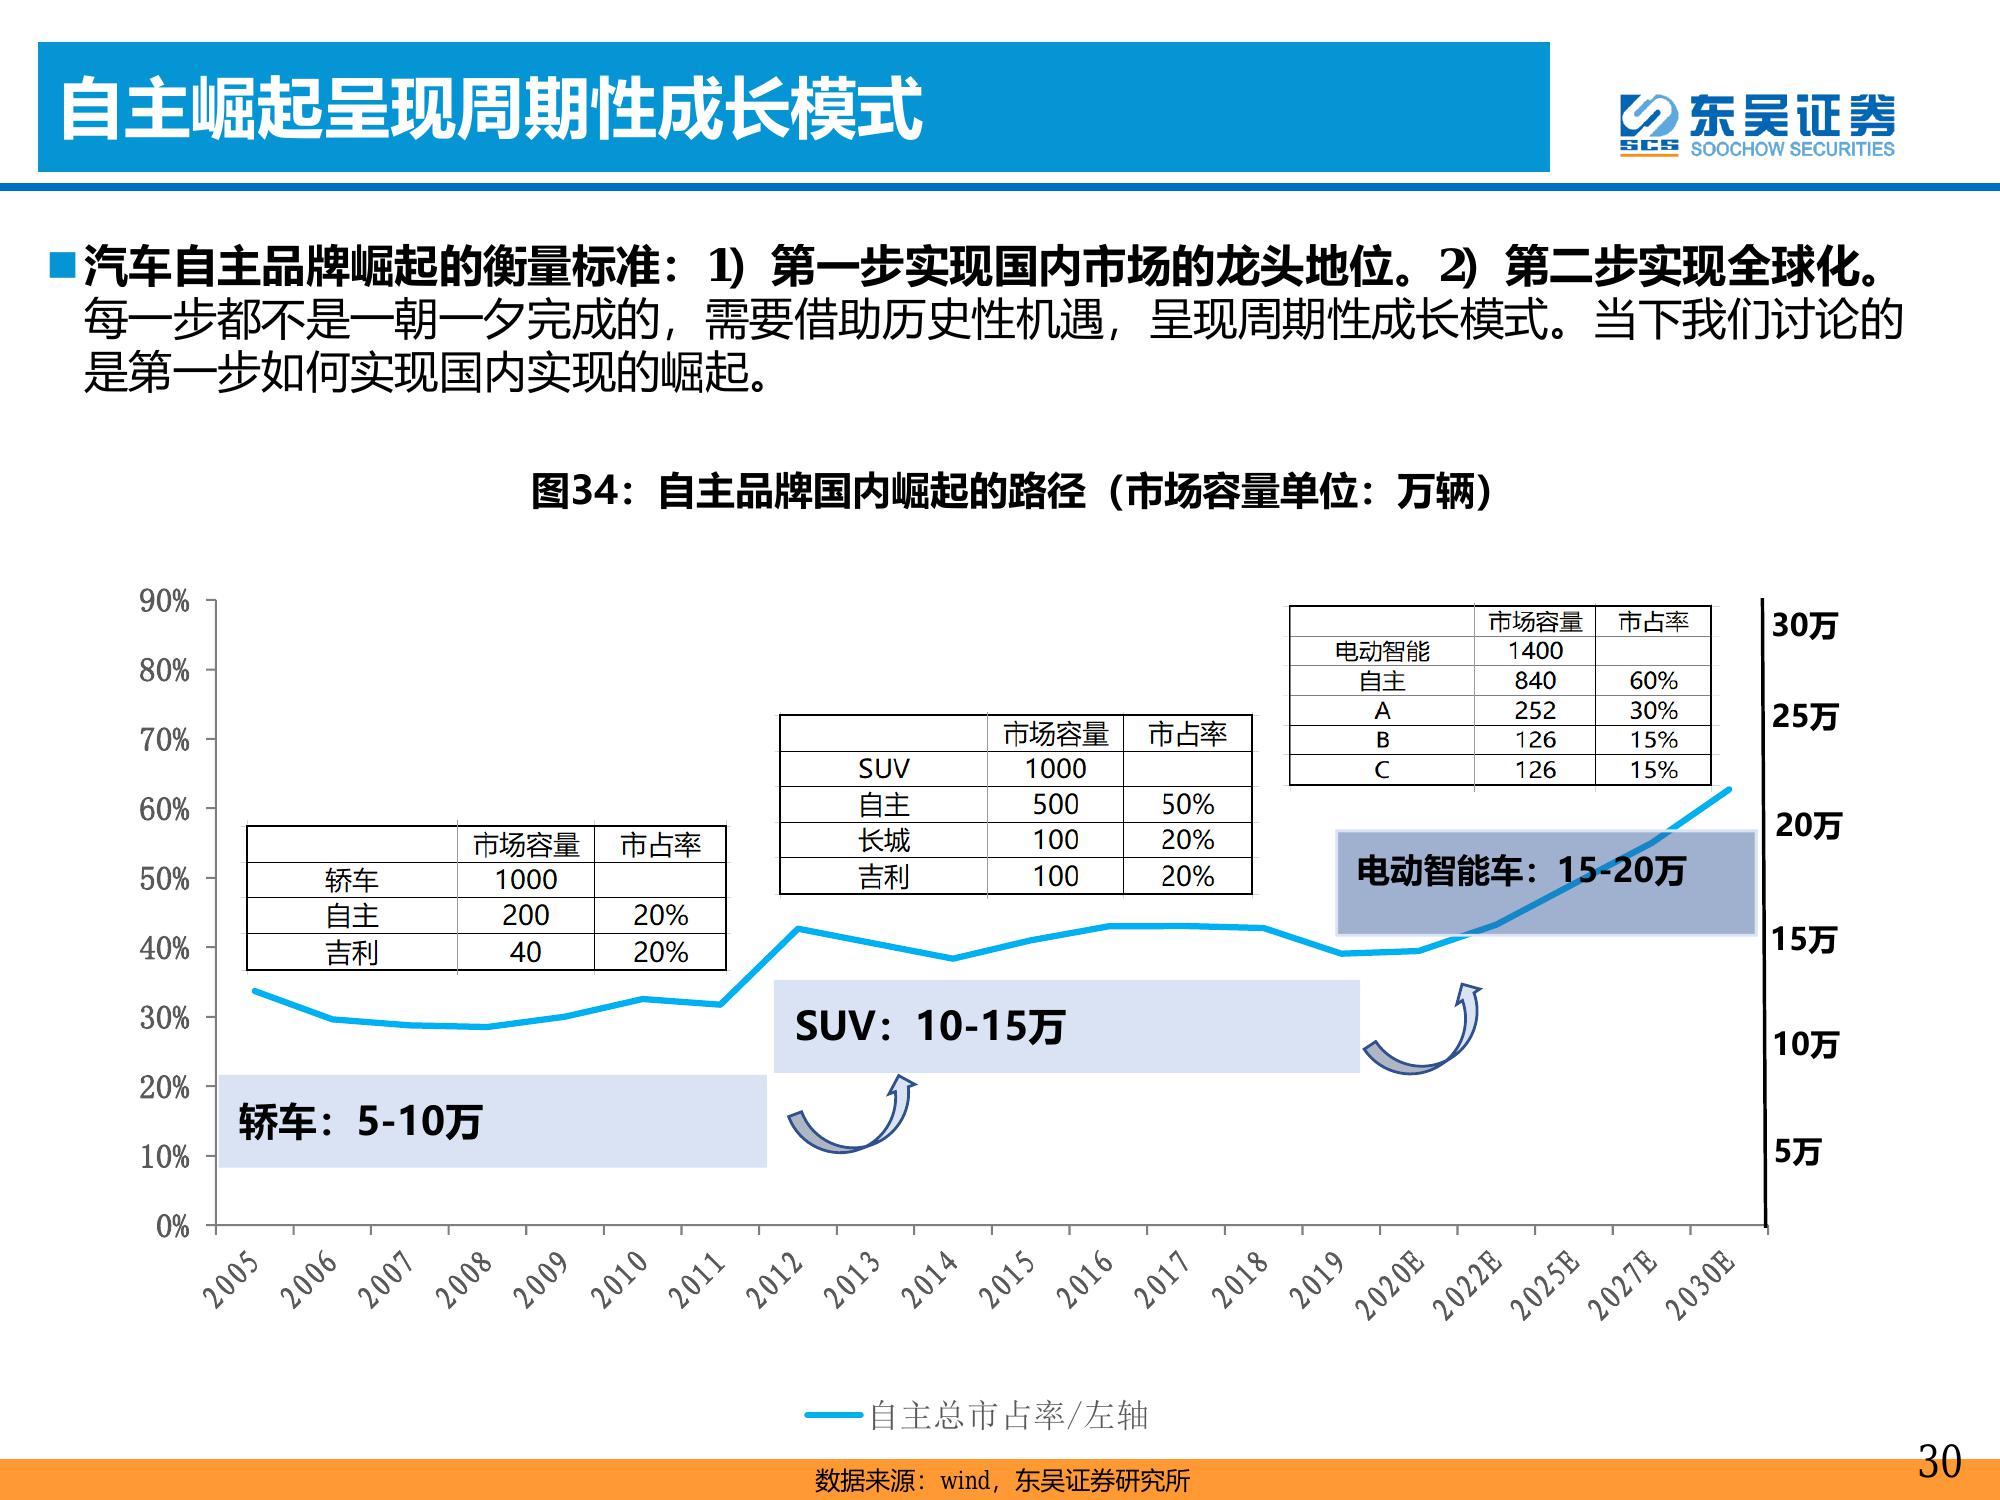 自主崛起呈现周期性成长模式
东吴证券
SCS
SOOCHOW SECURITIES
汽车自主品牌崛起的衡量标准：1）第一步实现国内市场的龙头地位。2）第二步实现全球化。
每一步都不是一朝一夕完成的，需要借助历史性机遇，呈现周期性成长模式。当下我们讨论的
是第一步如何实现国内实现的崛起。
图34：自主品牌国内崛起的路径（市场容量单位：万辆）
90%
80%
70%
60%
50%
40%
30%
20%
10%
0%
市场容量 市占率
轿车 1000
自主 200 20%
吉利 40 20%
市场容量 市占率
SUV 1000
自主 500 50%
长城 100 20%
吉利 100 20%
市场容量 市占率
电动智能 1400
自主 840 60%
A 252 30%
B 126 15%
C 126 15%
轿车：5-10万
SUV：10-15万
电动智能车：15-20万
30万
25万
20万
15万
10万
5万
2005 2006 2007 2008 2009 2010 2011 2012 2013 2014 2015 2016 2017 2018 2019 2020E 2022E 2025E 2027E 2030E
自主总市占率/左轴
数据来源：wind，东吴证券研究所
30